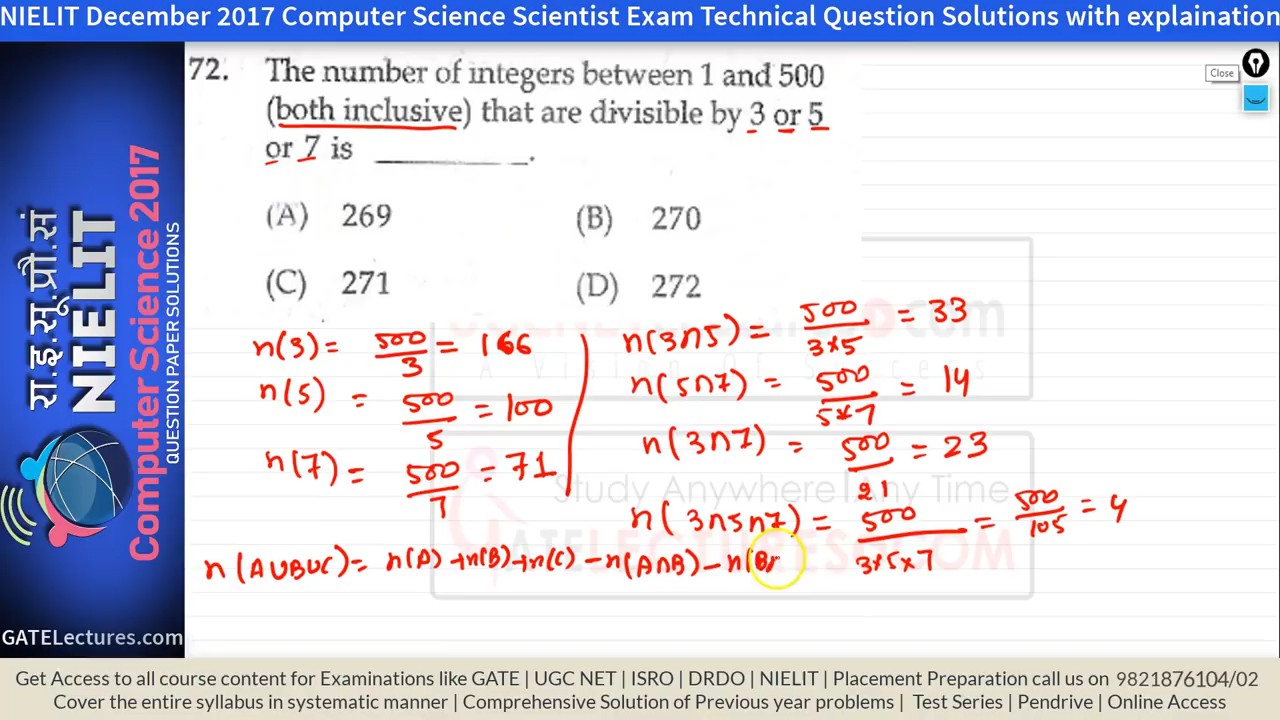 NIELIT December 2017 Computer Science Scientist Exam Technical Question Solutions with explaination
Close
72. The number of integers between 1 and 500
(both inclusive) that are divisible by 3 or 5
or 7 is ________.
(A) 269 (B) 270
(C) 271 (D) 272
n(3) = 500/3 = 166
n(5) = 500/5 = 100
n(7) = 500/7 = 71
n(3∩5) = 500/3*5 = 33
n(5∩7) = 500/5*7 = 14
n(3∩7) = 500/21 = 23
n(3∩5∩7) = 500/3*5*7 = 500/105 = 4
n(A∪B∪C) = n(A) + n(B) + n(C) - n(A∩B) - n(B
रा.इ.सू.प्रौ.सं
NIELIT
Computer Science 2017
QUESTION PAPER SOLUTIONS
A Vision Of Success
Study Anywhere Any Time
GATELectures.com
Get Access to all course content for Examinations like GATE | UGC NET | ISRO | DRDO | NIELIT | Placement Preparation call us on 9821876104/02
Cover the entire syllabus in systematic manner | Comprehensive Solution of Previous year problems | Test Series | Pendrive | Online Access